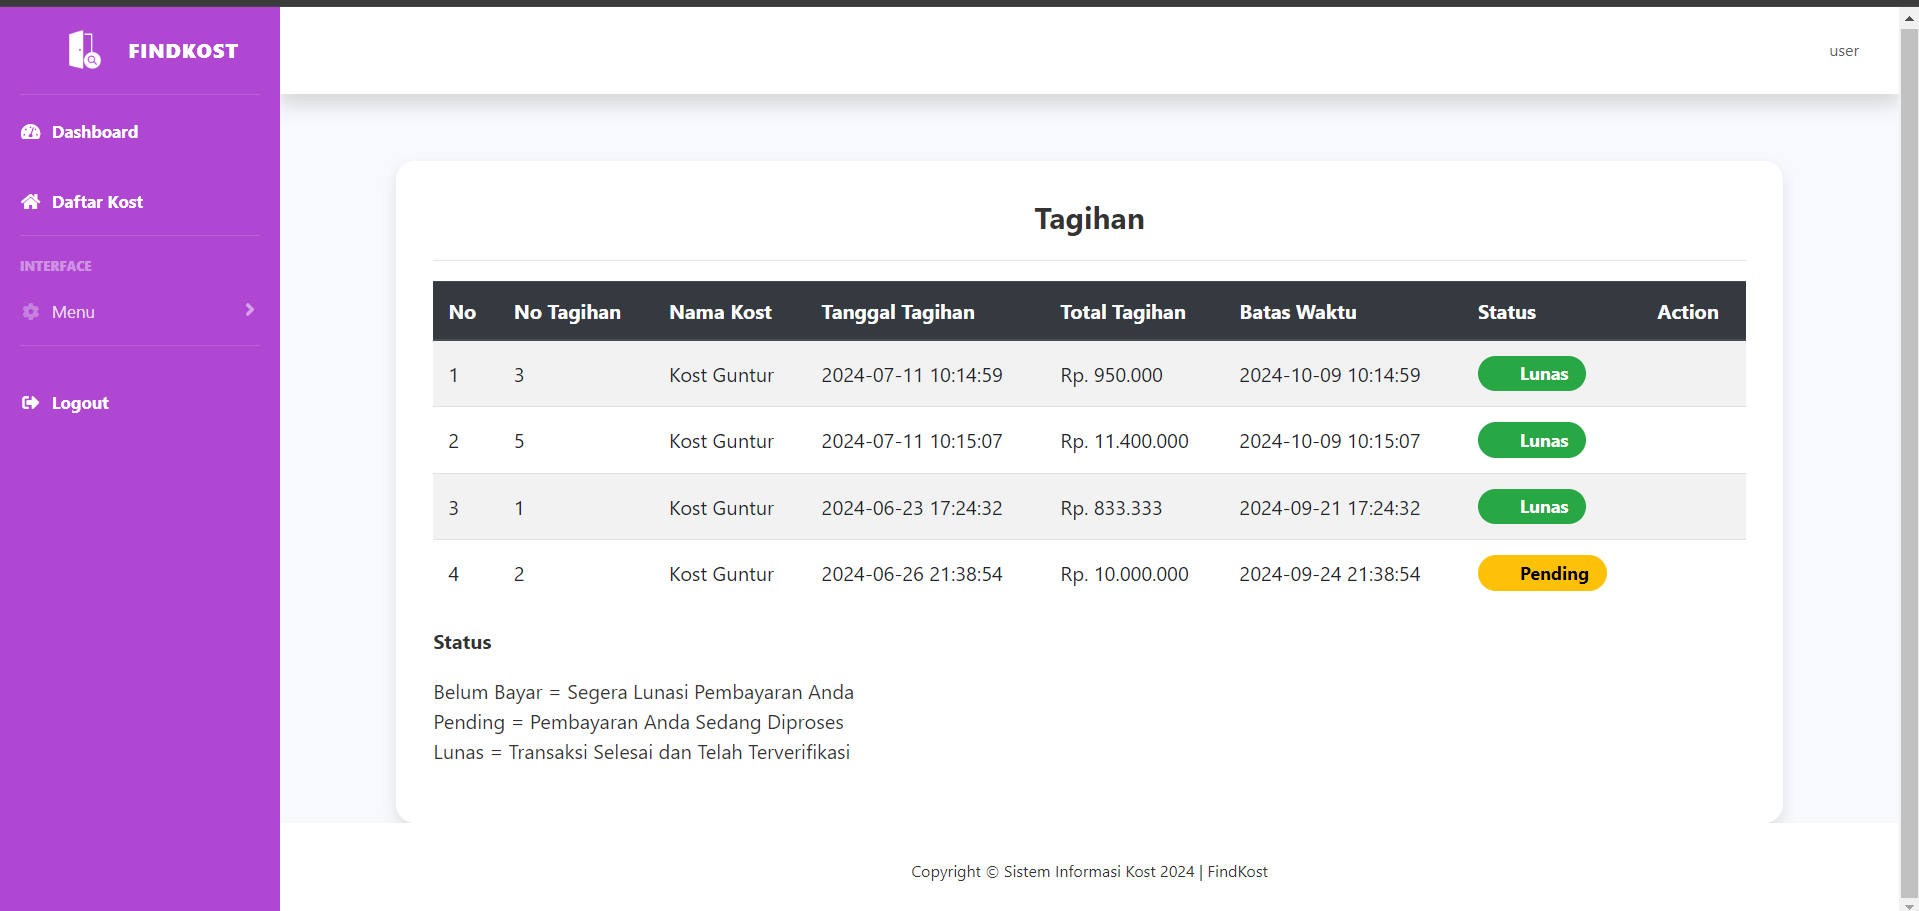 FINDKOST
user
Dashboard
Daftar Kost
INTERFACE
Menu
Logout
Tagihan
No No Tagihan Nama Kost Tanggal Tagihan Total Tagihan Batas Waktu Status Action
1 3 Kost Guntur 2024-07-11 10:14:59 Rp. 950.000 2024-10-09 10:14:59 Lunas
2 5 Kost Guntur 2024-07-11 10:15:07 Rp. 11.400.000 2024-10-09 10:15:07 Lunas
3 1 Kost Guntur 2024-06-23 17:24:32 Rp. 833.333 2024-09-21 17:24:32 Lunas
4 2 Kost Guntur 2024-06-26 21:38:54 Rp. 10.000.000 2024-09-24 21:38:54 Pending
Status
Belum Bayar = Segera Lunasi Pembayaran Anda
Pending = Pembayaran Anda Sedang Diproses
Lunas = Transaksi Selesai dan Telah Terverifikasi
Copyright © Sistem Informasi Kost 2024 | FindKost